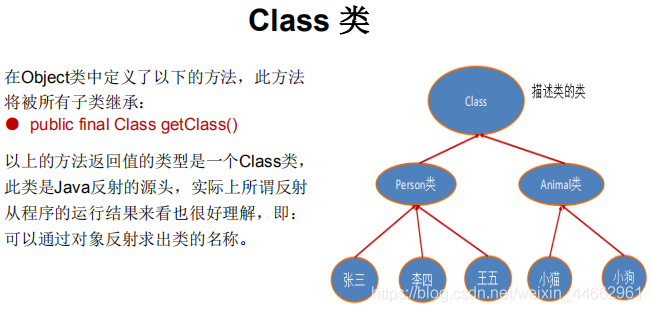 Class 类
在Object类中定义了以下的方法，此方法
将被所有子类继承：
● public final Class getClass()
以上的方法返回值的类型是一个Class类，
此类是Java反射的源头，实际上所谓反射
从程序的运行结果来看也很好理解，即：
可以通过对象反射求出类的名称。
Class
描述类的类
Person类
Animal类
张三
李四
王五
小猫
小狗
https://blog.csdn.net/weixin_44662961